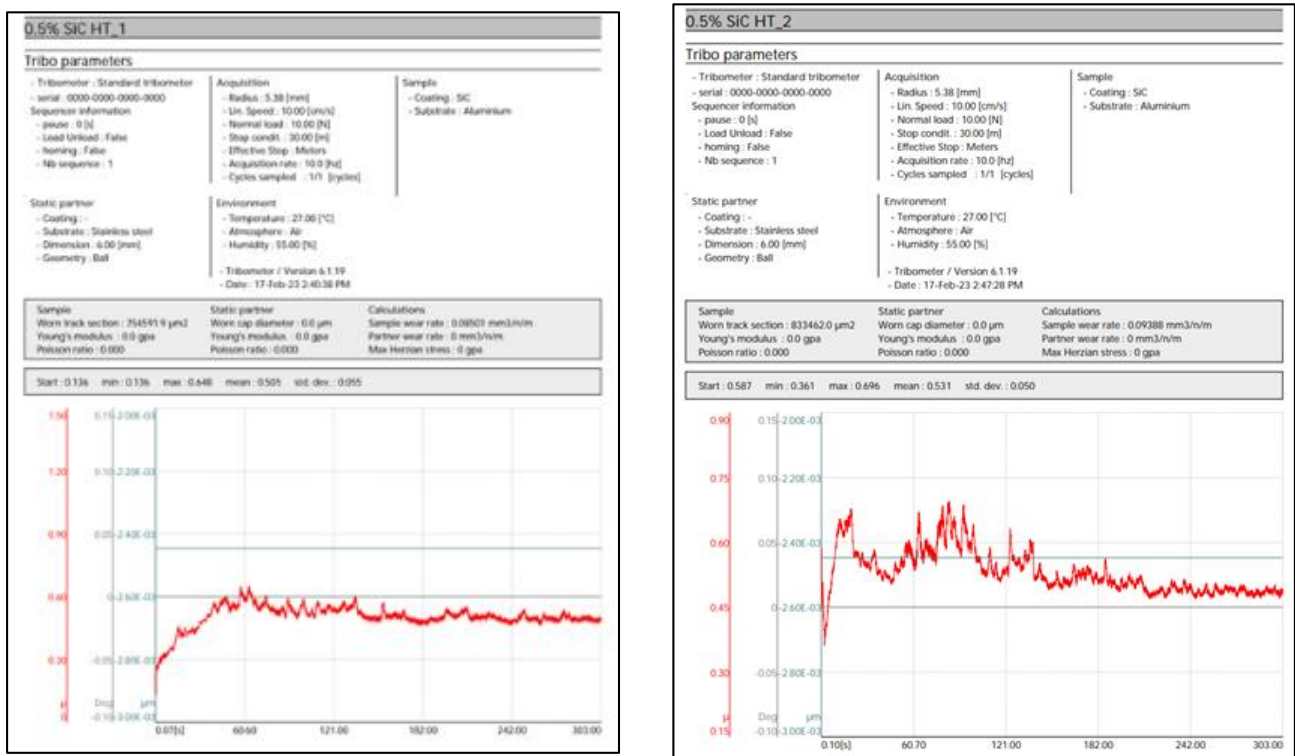 0.5% SiC HT_1
Tribo parameters
- Tribometer : Standard tribometer
- serial : 0000-0000-0000-0000
Sequencer information
- pause : 0 [s]
- Load Unload : False
- homing : False
- Nb sequence : 1
Acquisition
- Radius : 5.38 [mm]
- Lin. Speed : 10.00 [cm/s]
- Normal load : 10.00 [N]
- Stop condit. : 30.00 [m]
- Effective Stop : Meters
- Acquisition rate : 10.0 [hz]
- Cycles sampled : 1/1 [cycles]
Sample
- Coating : SiC
- Substrate : Aluminium
Static partner
- Coating : -
- Substrate : Stainless steel
- Dimension : 6.00 [mm]
- Geometry : Ball
Environment
- Temperature : 27.00 [°C]
- Atmosphere : Air
- Humidity : 55.00 [%]
- Tribometer / Version 6.1.19
- Date : 17-Feb-23 2:40:38 PM
Sample
Worn track section : 754591.9 µm2
Young's modulus : 0.0 gpa
Poisson ratio : 0.000
Static partner
Worn cap diameter : 0.0 µm
Young's modulus : 0.0 gpa
Poisson ratio : 0.000
Calculations
Sample wear rate : 0.08501 mm3/n/m
Partner wear rate : 0 mm3/n/m
Max Herzian stress : 0 gpa
Start : 0.136 min : 0.136 max : 0.648 mean : 0.505 std. dev. : 0.055
1.50 0.15 -2.00E-03
1.20 0.10 -2.20E-03
0.90 0.05 -2.40E-03
0.60 0 -2.60E-03
0.30 -0.05 -2.80E-03
µ Deg µm
0 -0.10 -3.00E-03
0.07[s] 60.60 121.00 182.00 242.00 303.00
0.5% SiC HT_2
Tribo parameters
- Tribometer : Standard tribometer
- serial : 0000-0000-0000-0000
Sequencer information
- pause : 0 [s]
- Load Unload : False
- homing : False
- Nb sequence : 1
Acquisition
- Radius : 5.38 [mm]
- Lin. Speed : 10.00 [cm/s]
- Normal load : 10.00 [N]
- Stop condit. : 30.00 [m]
- Effective Stop : Meters
- Acquisition rate : 10.0 [hz]
- Cycles sampled : 1/1 [cycles]
Sample
- Coating : SiC
- Substrate : Aluminium
Static partner
- Coating : -
- Substrate : Stainless steel
- Dimension : 6.00 [mm]
- Geometry : Ball
Environment
- Temperature : 27.00 [°C]
- Atmosphere : Air
- Humidity : 55.00 [%]
- Tribometer / Version 6.1.19
- Date : 17-Feb-23 2:47:28 PM
Sample
Worn track section : 833462.0 µm2
Young's modulus : 0.0 gpa
Poisson ratio : 0.000
Static partner
Worn cap diameter : 0.0 µm
Young's modulus : 0.0 gpa
Poisson ratio : 0.000
Calculations
Sample wear rate : 0.09388 mm3/n/m
Partner wear rate : 0 mm3/n/m
Max Herzian stress : 0 gpa
Start : 0.587 min : 0.361 max : 0.696 mean : 0.531 std. dev. : 0.050
0.90 0.15 -2.00E-03
0.75 0.10 -2.20E-03
0.60 0.05 -2.40E-03
0.45 0 -2.60E-03
0.30 -0.05 -2.80E-03
µ Deg µm
0.15 -0.10 -3.00E-03
0.10[s] 60.70 121.00 182.00 242.00 303.00